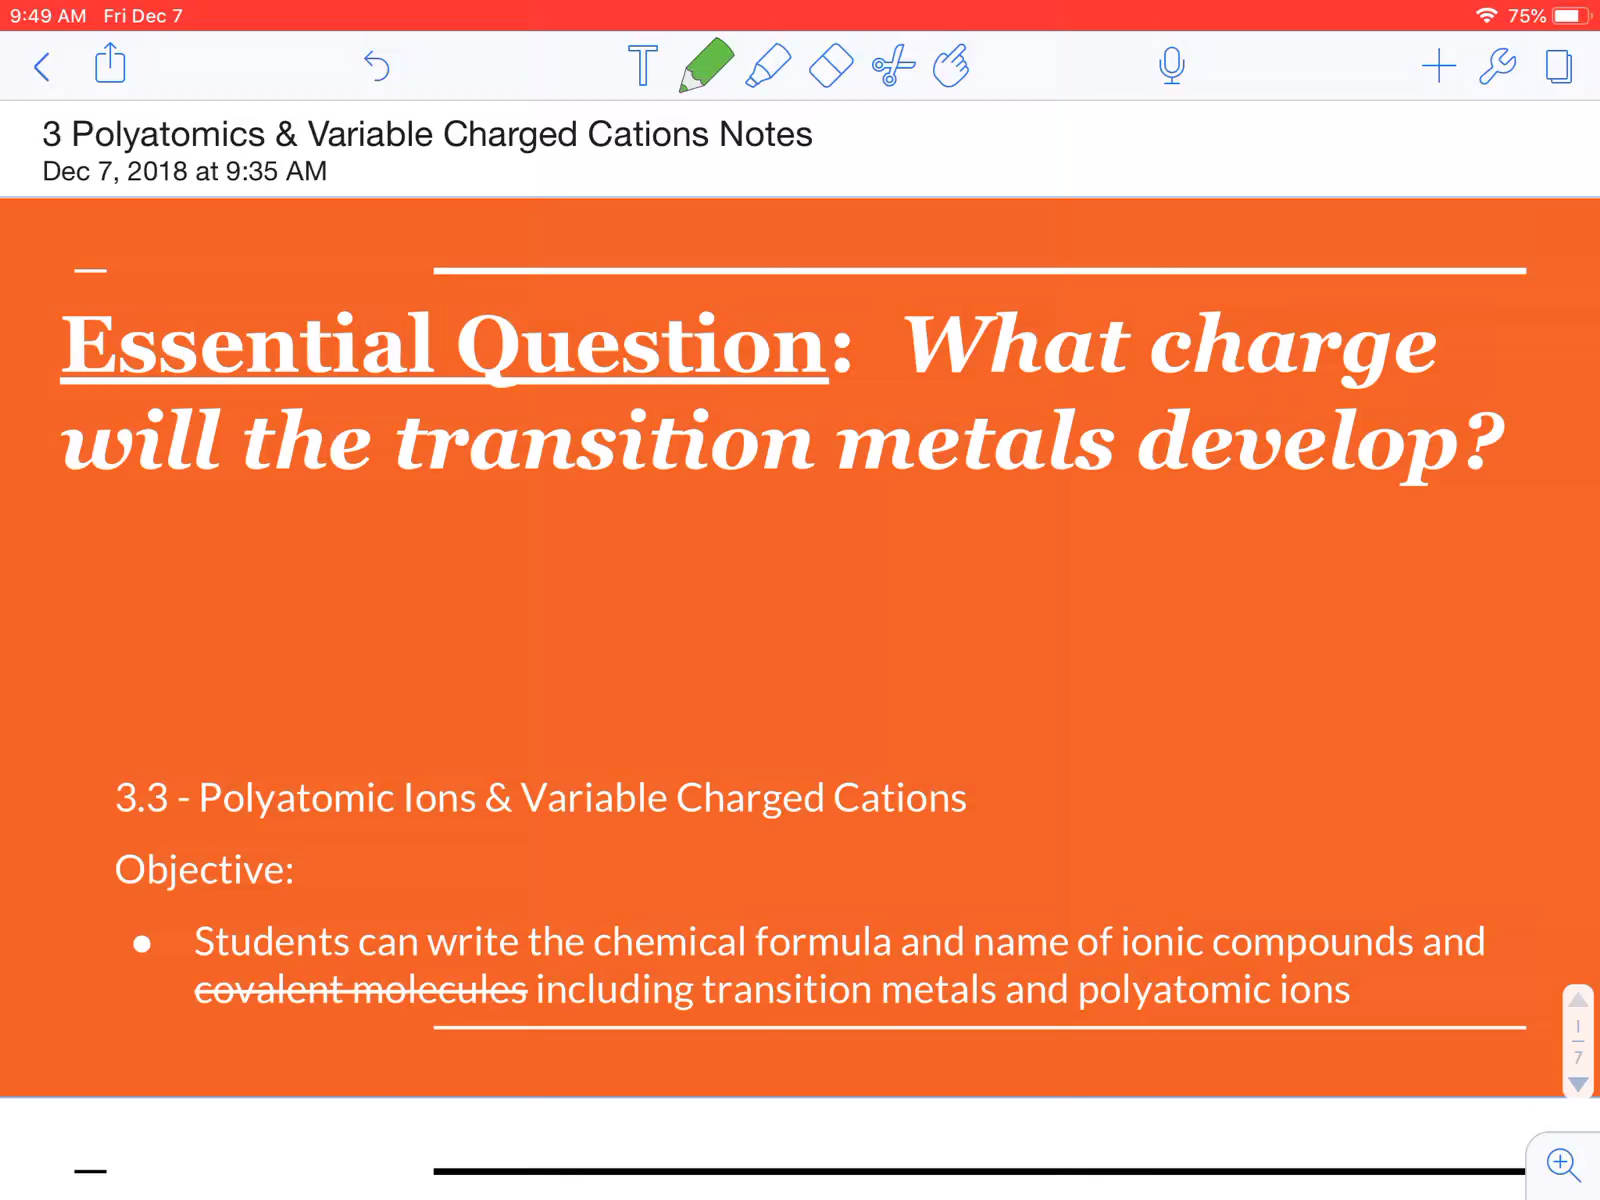 9:49 AM Fri Dec 7 75%
3 Polyatomics & Variable Charged Cations Notes
Dec 7, 2018 at 9:35 AM
Essential Question: What charge
will the transition metals develop?
3.3 - Polyatomic Ions & Variable Charged Cations
Objective:
● Students can write the chemical formula and name of ionic compounds and
covalent molecules including transition metals and polyatomic ions
1
7